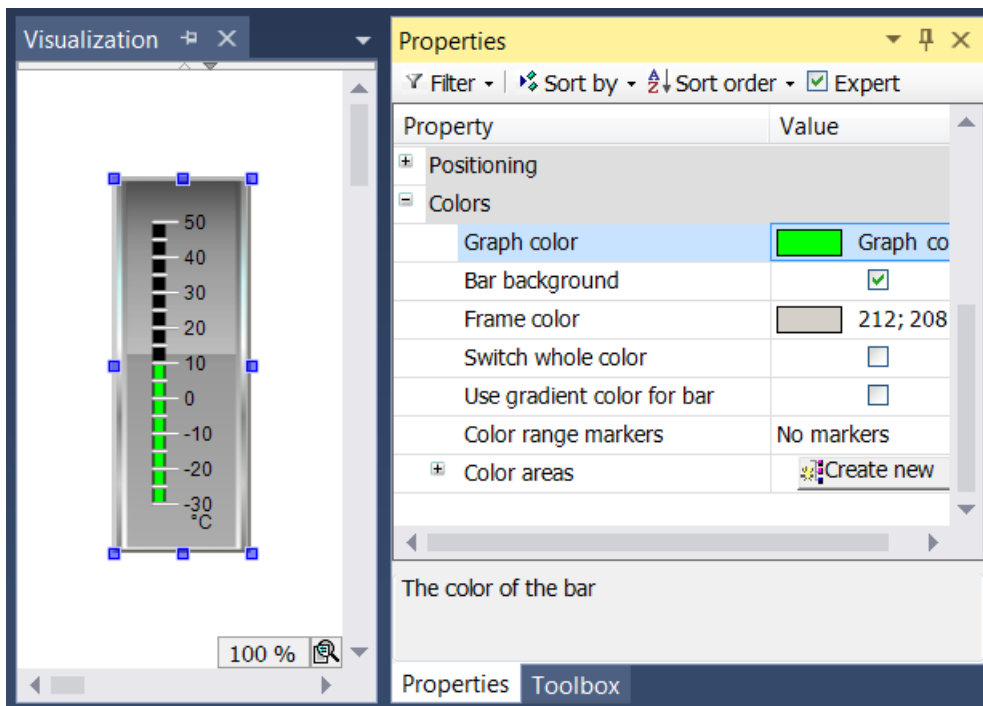 Visualization
50
40
30
20
10
0
-10
-20
-30
°C
100 %
Properties
Filter Sort by Sort order Expert
Property Value
Positioning
Colors
Graph color Graph co
Bar background
Frame color 212; 208
Switch whole color
Use gradient color for bar
Color range markers No markers
Color areas Create new
The color of the bar
Properties Toolbox